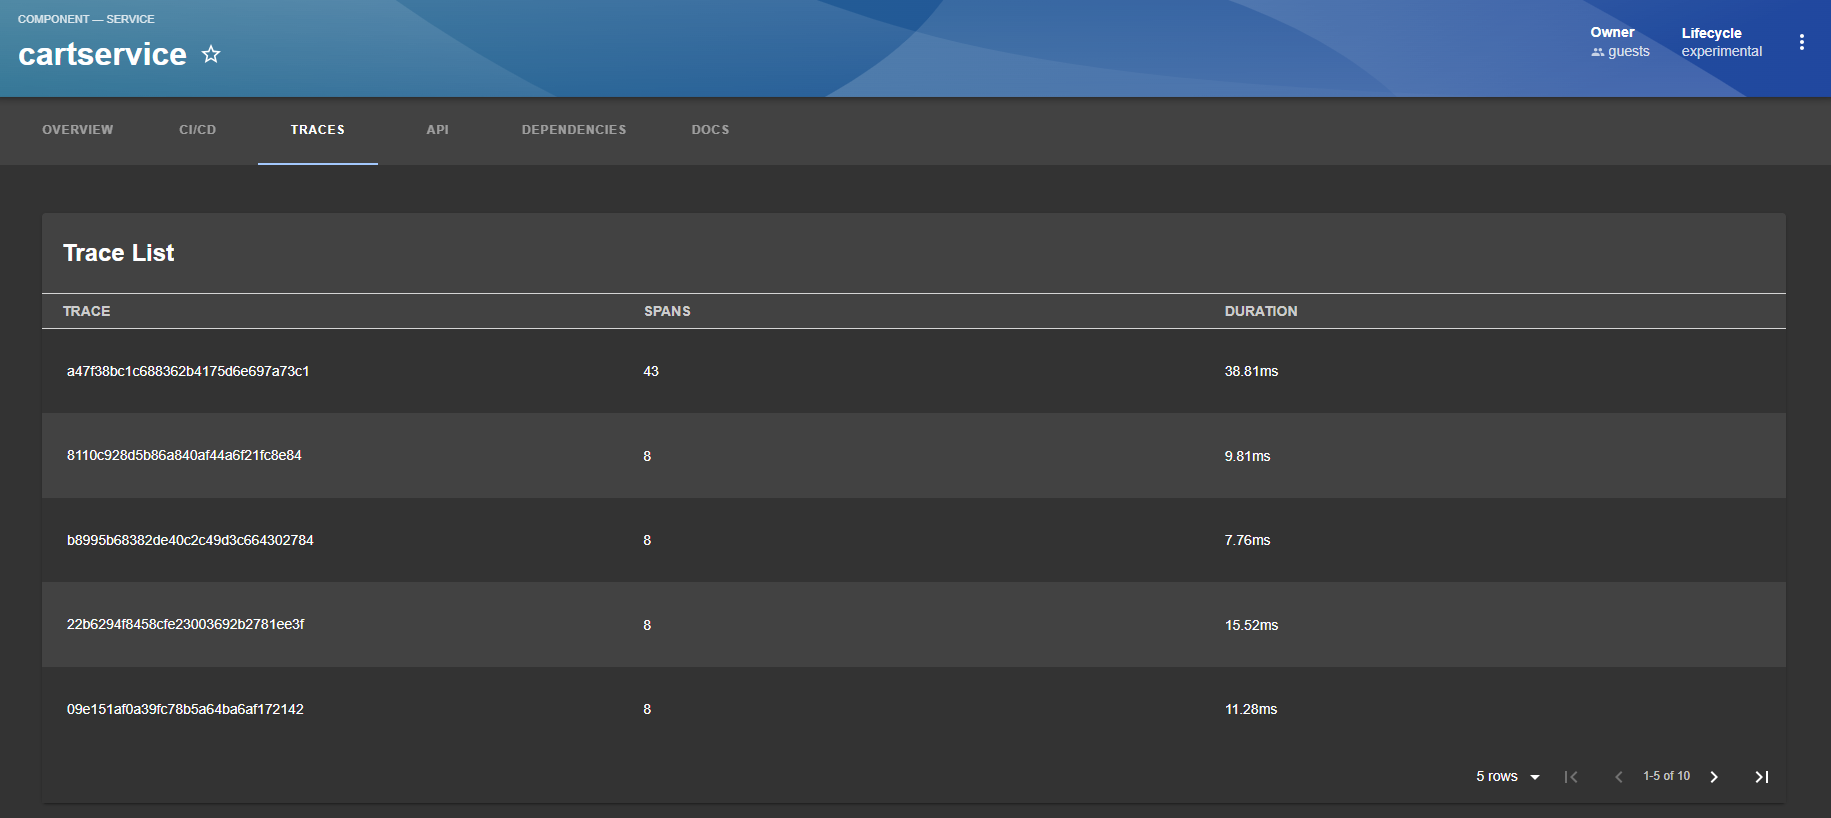 COMPONENT — SERVICE
cartservice
Owner
guests
Lifecycle
experimental
OVERVIEW CI/CD TRACES API DEPENDENCIES DOCS
Trace List
TRACE SPANS DURATION
a47f38bc1c688362b4175d6e697a73c1 43 38.81ms
8110c928d5b86a840af44a6f21fc8e84 8 9.81ms
b8995b68382de40c2c49d3c664302784 8 7.76ms
22b6294f8458cfe23003692b2781ee3f 8 15.52ms
09e151af0a39fc78b5a64ba6af172142 8 11.28ms
5 rows 1-5 of 10